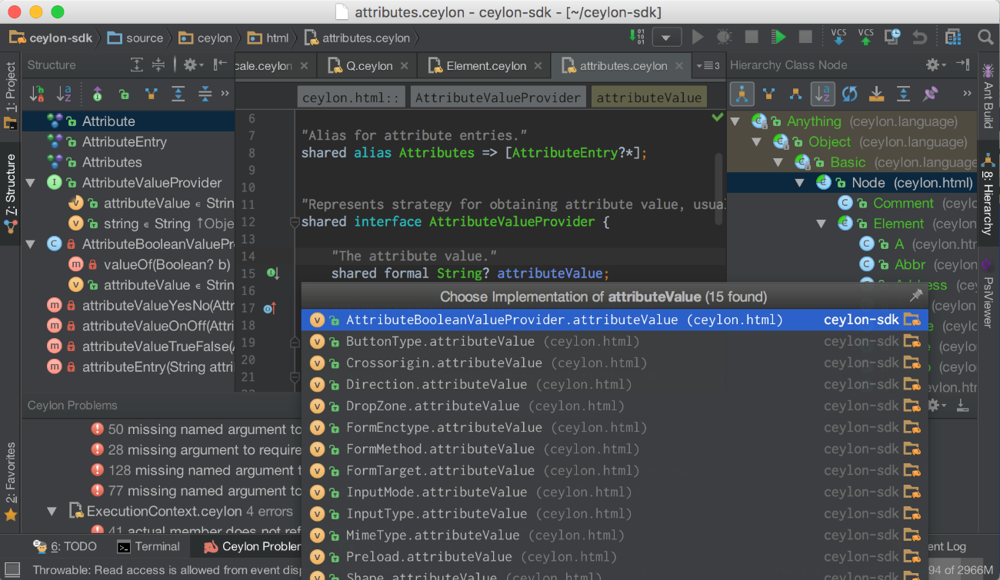 attributes.ceylon - ceylon-sdk - [~/ceylon-sdk]
ceylon-sdk
source
ceylon
html
attributes.ceylon
VCS
VCS
1: Project
7: Structure
2: Favorites
Structure
Attribute
AttributeEntry
Attributes
AttributeValueProvider
attributeValue ∊ Strin
string ∊ String ↑Obje
AttributeBooleanValuePr
valueOf(Boolean? b)
attributeValue ∊ Strin
attributeValueYesNo(Attr
attributeValueOnOff(Attri
attributeValueTrueFalse(A
attributeEntry(String attri
cale.ceylon
Q.ceylon
Element.ceylon
attributes.ceylon
3
ceylon.html::
AttributeValueProvider
attributeValue
6
7 "Alias for attribute entries."
8 shared alias Attributes => [AttributeEntry?*];
9
10
11 "Represents strategy for obtaining attribute value, usua
12 shared interface AttributeValueProvider {
13
14 "The attribute value."
15 shared formal String? attributeValue;
16
17
18
19
20
21
Hierarchy Class Node
Anything (ceylon.language)
Object (ceylon.language)
Basic (ceylon.language
Node (ceylon.html)
Comment (ceylo
Element (ceylon
A (ceylon.htr
Abbr (ceylon
Address (cey
Ant Build
8: Hierarchy
PsiViewer
Choose Implementation of attributeValue (15 found)
AttributeBooleanValueProvider.attributeValue (ceylon.html) ceylon-sdk
ButtonType.attributeValue (ceylon.html) ceylon-sdk
Crossorigin.attributeValue (ceylon.html) ceylon-sdk
Direction.attributeValue (ceylon.html) ceylon-sdk
DropZone.attributeValue (ceylon.html) ceylon-sdk
FormEnctype.attributeValue (ceylon.html) ceylon-sdk
FormMethod.attributeValue (ceylon.html) ceylon-sdk
FormTarget.attributeValue (ceylon.html) ceylon-sdk
InputMode.attributeValue (ceylon.html) ceylon-sdk
InputType.attributeValue (ceylon.html) ceylon-sdk
MimeType.attributeValue (ceylon.html) ceylon-sdk
Preload.attributeValue (ceylon.html) ceylon-sdk
Shape.attributeValue (ceylon.html) ceylon-sdk
Ceylon Problems
50 missing named argument to
28 missing argument to require
128 missing named argument t
77 missing named argument to
ExecutionContext.ceylon 4 errors
41 actual member does not ref
6: TODO
Terminal
Ceylon Problem
ent Log
Throwable: Read access is allowed from event disp
94 of 2966M